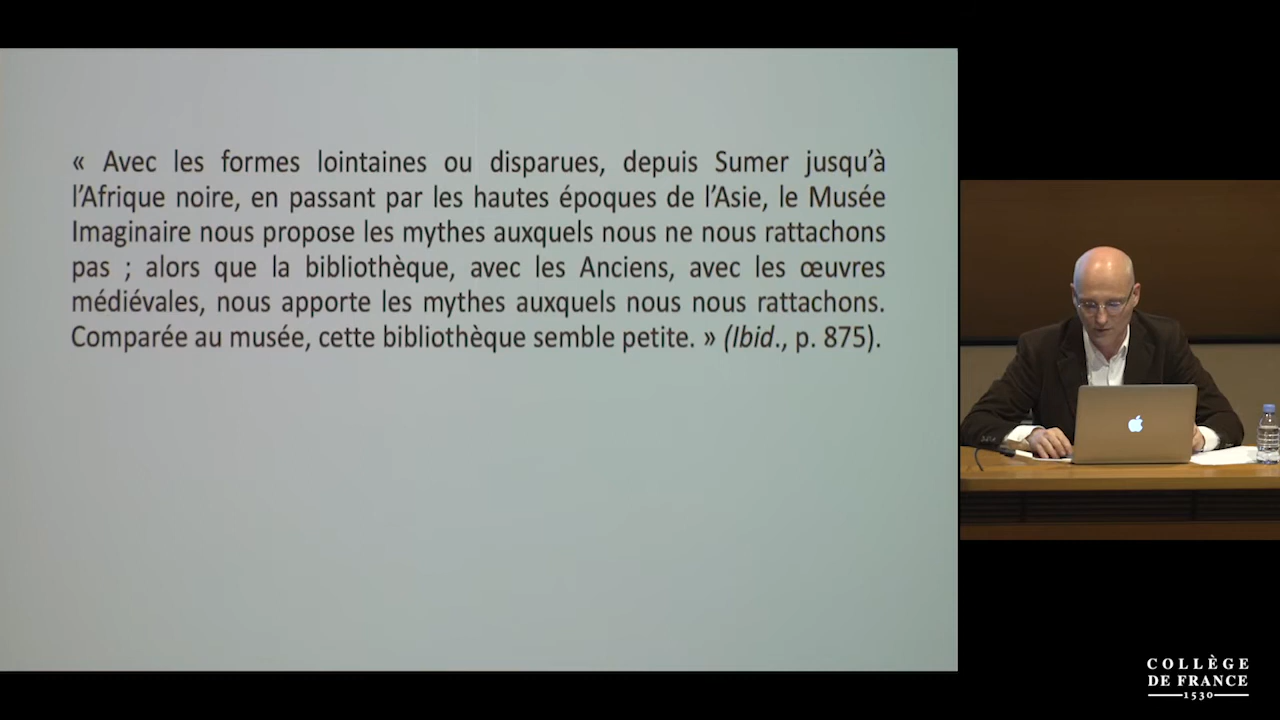 « Avec les formes lointaines ou disparues, depuis Sumer jusqu’à
l’Afrique noire, en passant par les hautes époques de l’Asie, le Musée
Imaginaire nous propose les mythes auxquels nous ne nous rattachons
pas ; alors que la bibliothèque, avec les Anciens, avec les œuvres
médiévales, nous apporte les mythes auxquels nous nous rattachons.
Comparée au musée, cette bibliothèque semble petite. » (Ibid., p. 875).
COLLÈGE
DE FRANCE
1530